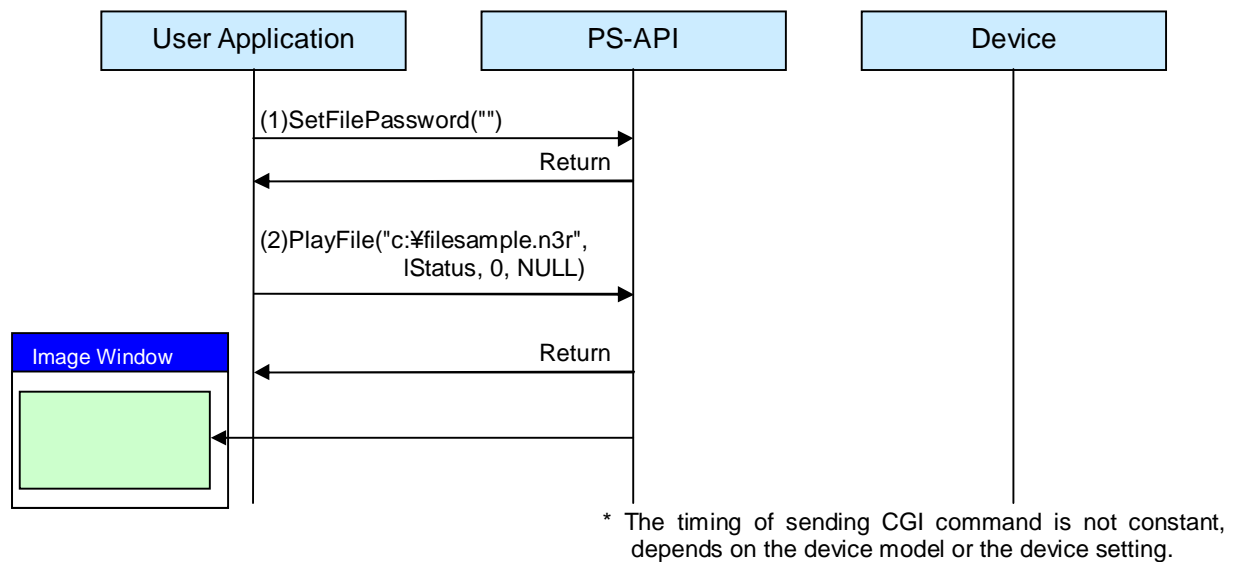 User Application
PS-API
Device
(1)SetFilePassword("")
Return
(2)PlayFile("c:¥filesample.n3r",
lStatus, 0, NULL)
Image Window
Return
* The timing of sending CGI command is not constant,
depends on the device model or the device setting.